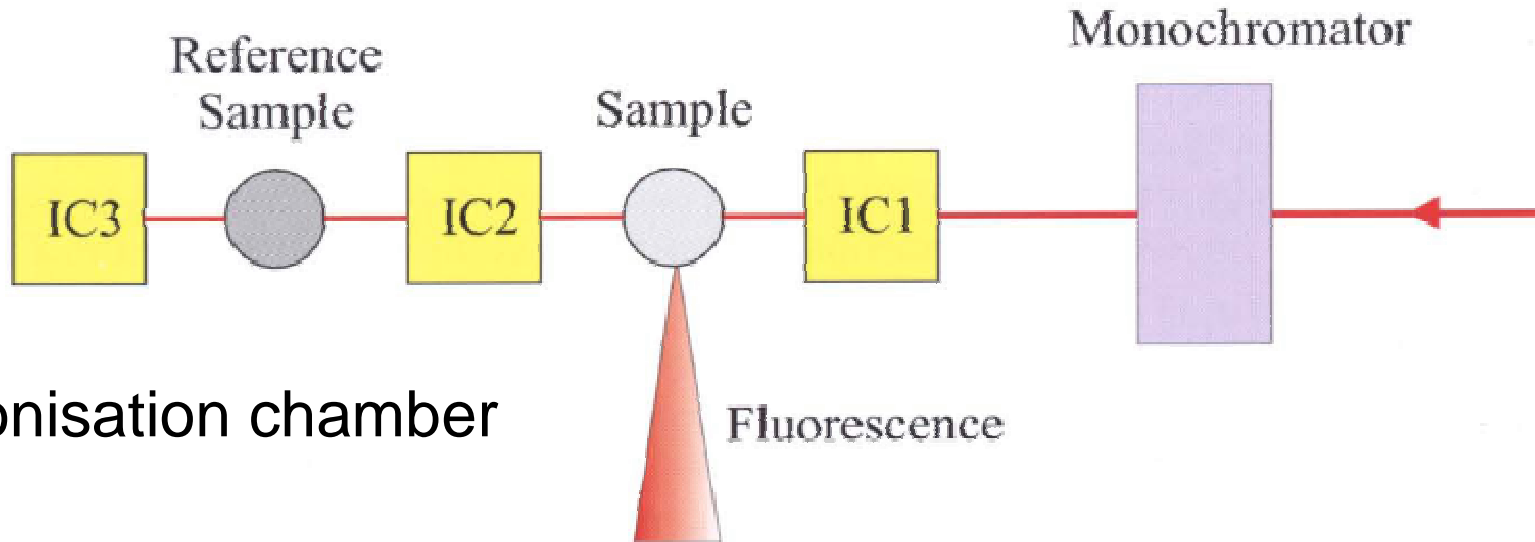 Monochromator
Reference
Sample
Sample
IC3
IC2
IC1
onisation chamber
Fluorescence